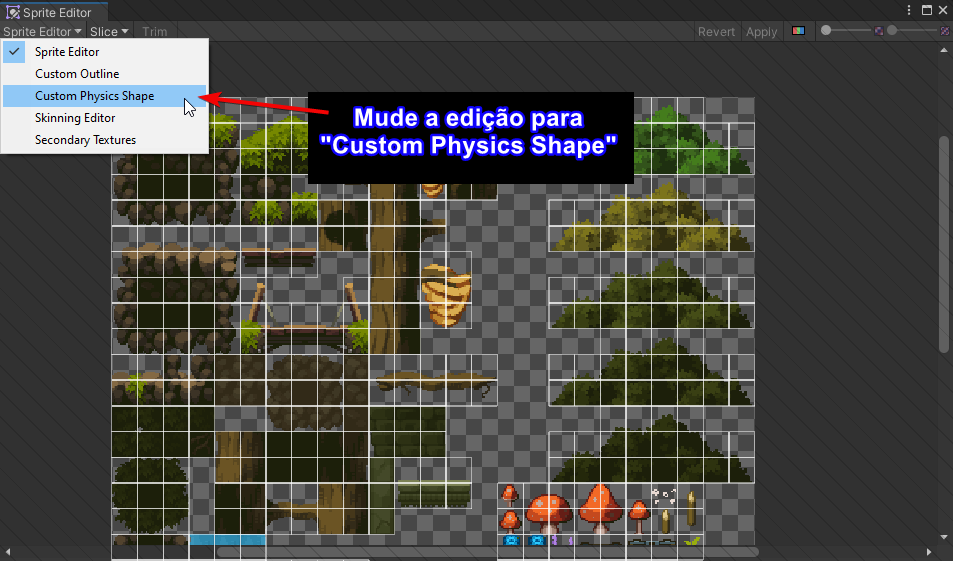 Sprite Editor
Sprite Editor Slice Trim Revert Apply
Sprite Editor
Custom Outline
Custom Physics Shape
Skinning Editor
Secondary Textures
Mude a edição para
"Custom Physics Shape"